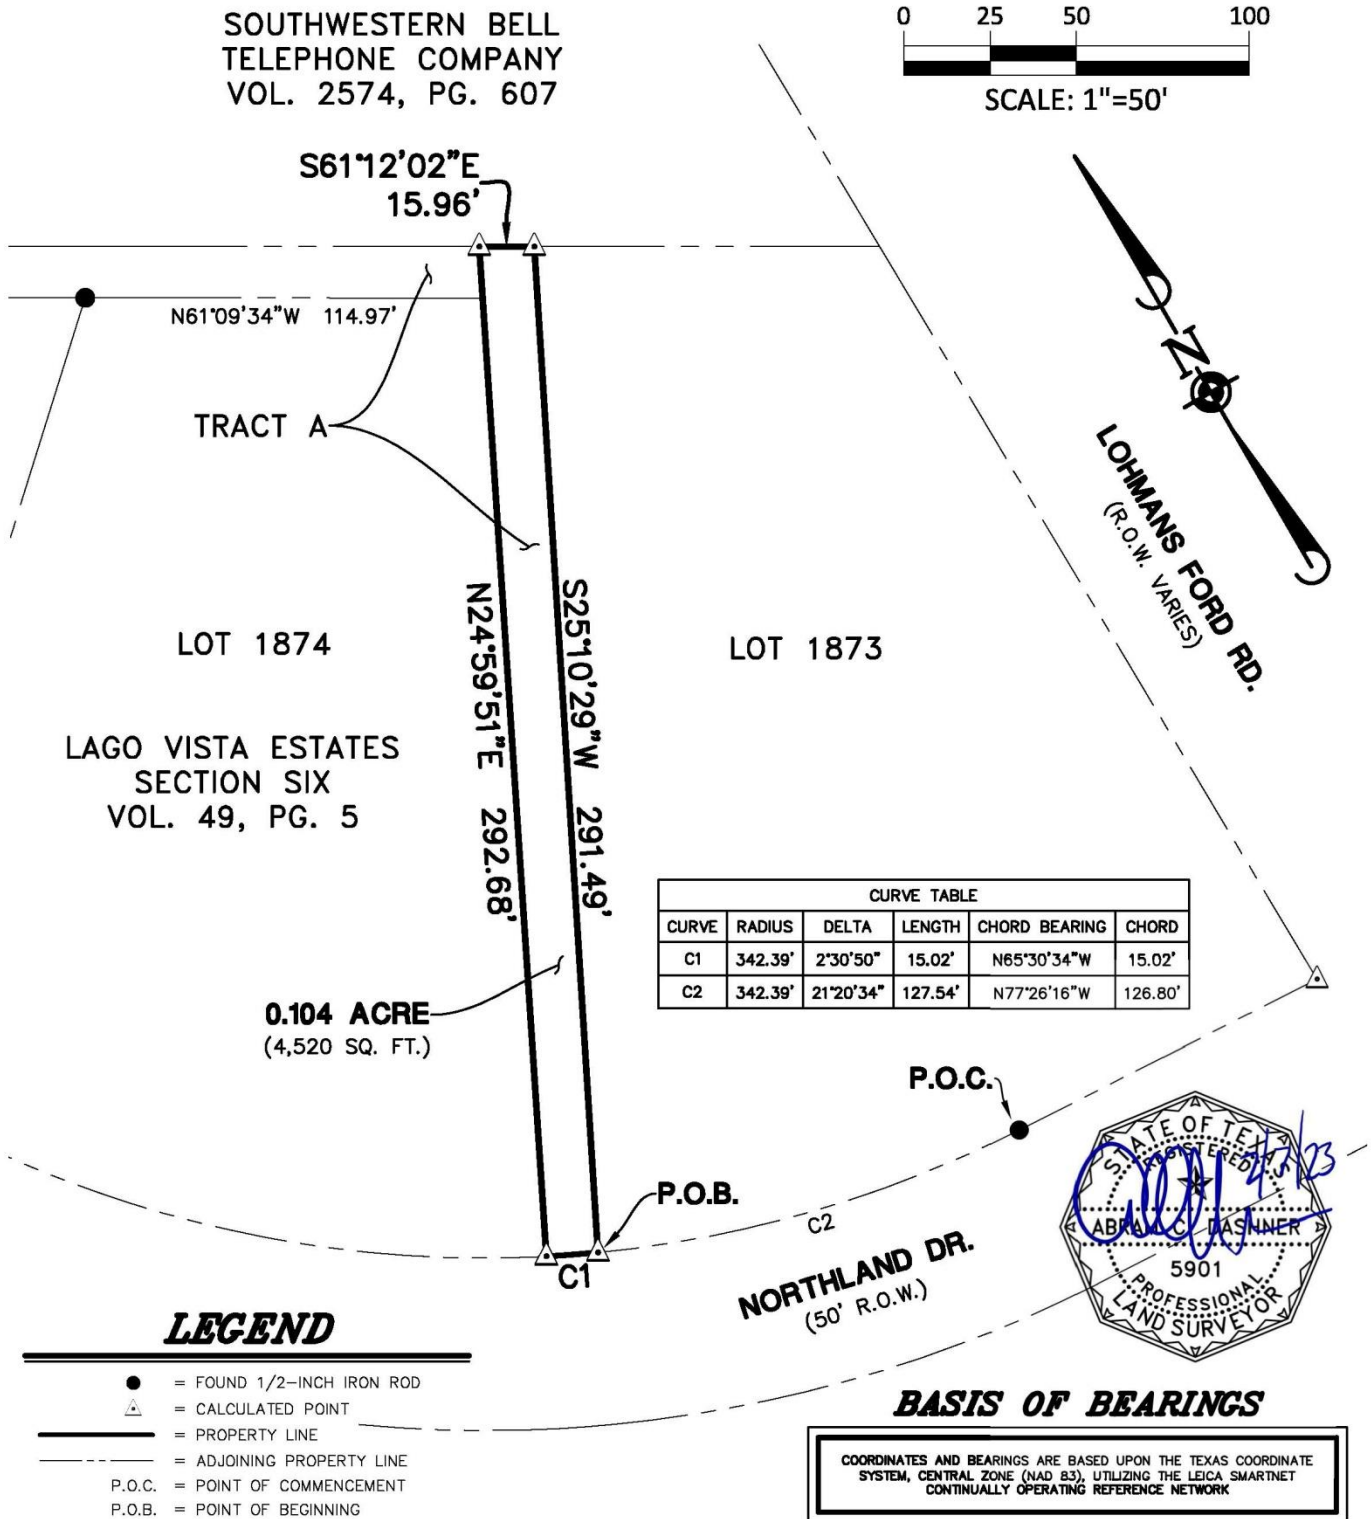 SOUTHWESTERN BELL
TELEPHONE COMPANY
VOL. 2574, PG. 607
0 25 50 100
SCALE: 1"=50'
S61°12'02"E
15.96'
N61°09'34"W 114.97'
TRACT A
N
LOHMANS FORD RD.
(R.O.W. VARIES)
N24°59'51"E 292.68'
S25°10'29"W 291.49'
LOT 1874
LOT 1873
LAGO VISTA ESTATES
SECTION SIX
VOL. 49, PG. 5
CURVE TABLE
CURVE RADIUS DELTA LENGTH CHORD BEARING CHORD
C1 342.39' 2°30'50" 15.02' N65°30'34"W 15.02'
C2 342.39' 21°20'34" 127.54' N77°26'16"W 126.80'
0.104 ACRE
(4,520 SQ. FT.)
P.O.C.
P.O.B.
C1
C2
NORTHLAND DR.
(50' R.O.W.)
STATE OF TEXAS
REGISTERED
2/7/23
ABRAM C. DASHNER
5901
PROFESSIONAL
LAND SURVEYOR
LEGEND
= FOUND 1/2-INCH IRON ROD
= CALCULATED POINT
= PROPERTY LINE
= ADJOINING PROPERTY LINE
P.O.C. = POINT OF COMMENCEMENT
P.O.B. = POINT OF BEGINNING
BASIS OF BEARINGS
COORDINATES AND BEARINGS ARE BASED UPON THE TEXAS COORDINATE
SYSTEM, CENTRAL ZONE (NAD 83), UTILIZING THE LEICA SMARTNET
CONTINUALLY OPERATING REFERENCE NETWORK